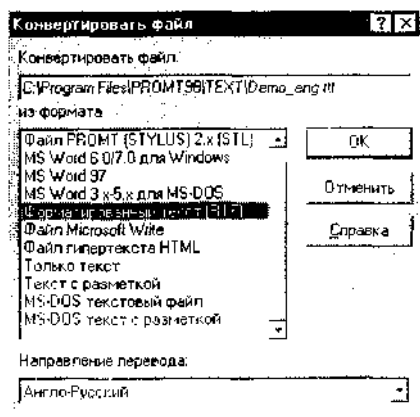 Конвертировать файл
Конвертировать файл:
C:\Program Files\PROMT98\TEXT\Demo_eng.rtf
из формата
Файл PROMT (STYLUS) 2.x (STL)
MS Word 6.0/7.0 для Windows
MS Word 97
MS Word 3.x-5.x для MS-DOS
Форматированный текст (RTF)
Файл Microsoft Write
Файл гипертекста HTML
Только текст
Текст с разметкой
MS-DOS текстовый файл
MS-DOS текст с разметкой
OK
Отменить
Справка
Направление перевода:
Англо-Русский